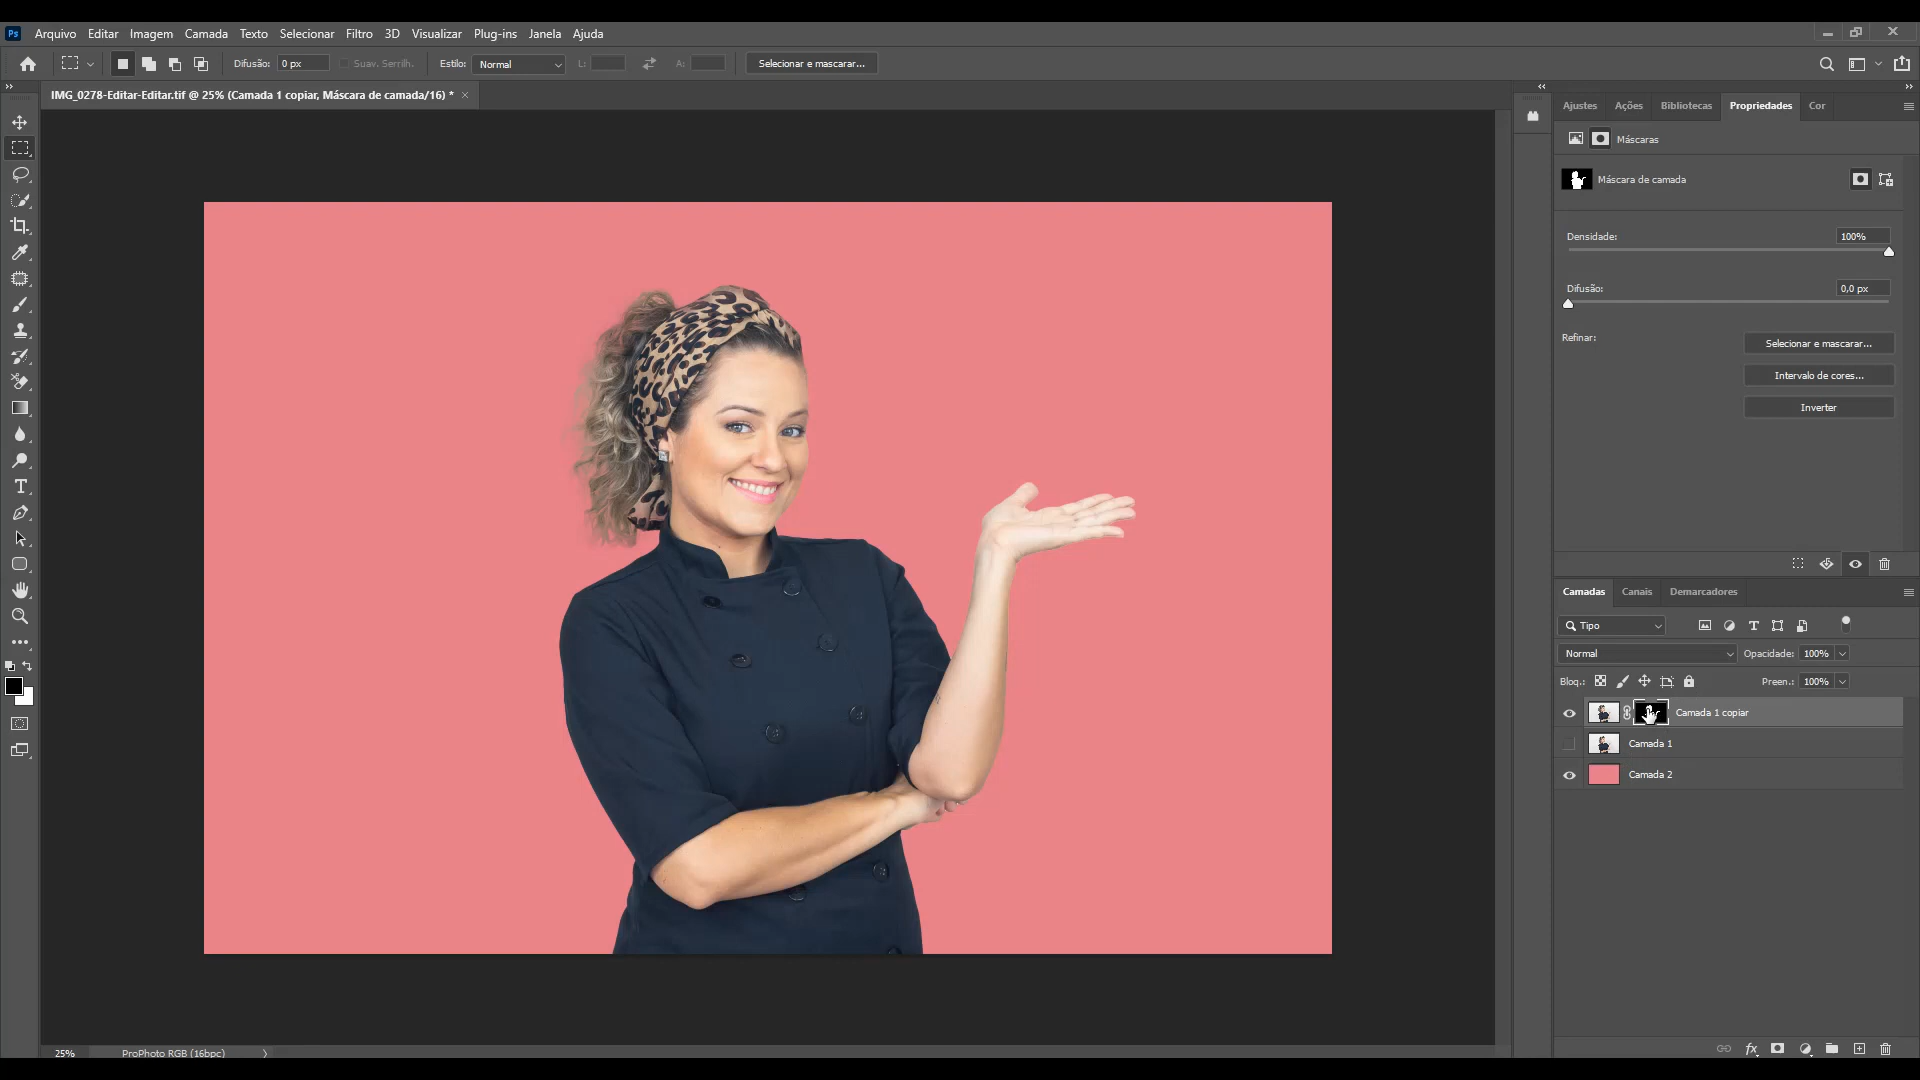 Ps Arquivo Editar Imagem Camada Texto Selecionar Filtro 3D Visualizar Plug-ins Janela Ajuda
Difusão: 0 px Suav. Serrilh. Estilo: Normal L: A: Selecionar e mascarar...
IMG_0278-Editar-Editar.tif @ 25% (Camada 1 copiar, Máscara de camada/16) * ×
Ajustes Ações Bibliotecas Propriedades Cor
Máscaras
Máscara de camada
Densidade: 100%
Difusão: 0,0 px
Refinar: Selecionar e mascarar...
Intervalo de cores...
Inverter
Camadas Canais Demarcadores
Tipo
Normal Opacidade: 100%
Bloq.: Preen.: 100%
Camada 1 copiar
Camada 1
Camada 2
fx
25% ProPhoto RGB (16bpc)